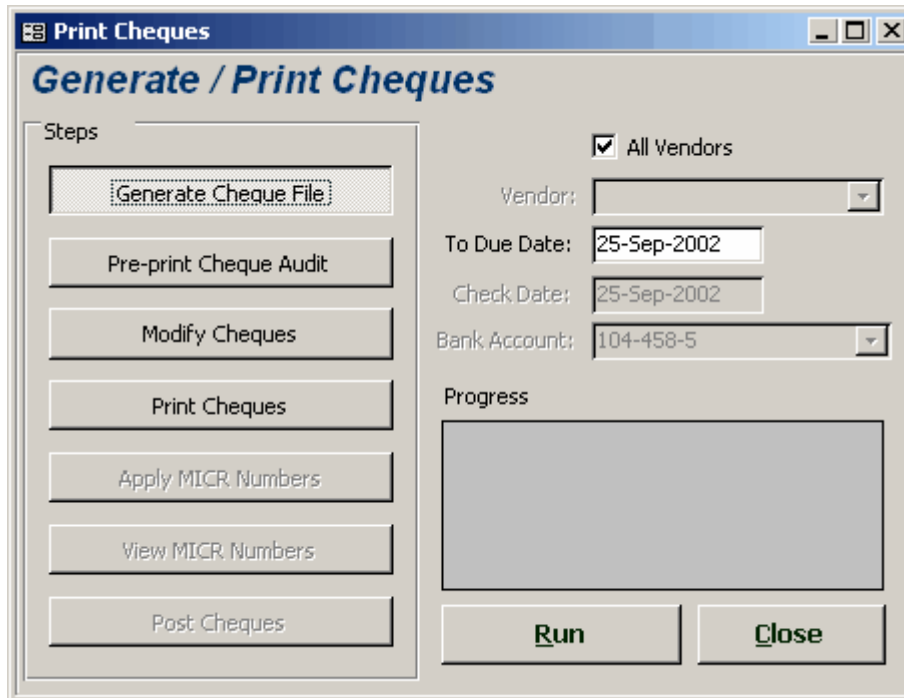 Print Cheques
Generate / Print Cheques
Steps
Generate Cheque File
Pre-print Cheque Audit
Modify Cheques
Print Cheques
Apply MICR Numbers
View MICR Numbers
Post Cheques
All Vendors
Vendor:
To Due Date: 25-Sep-2002
Check Date: 25-Sep-2002
Bank Account: 104-458-5
Progress
Run Close